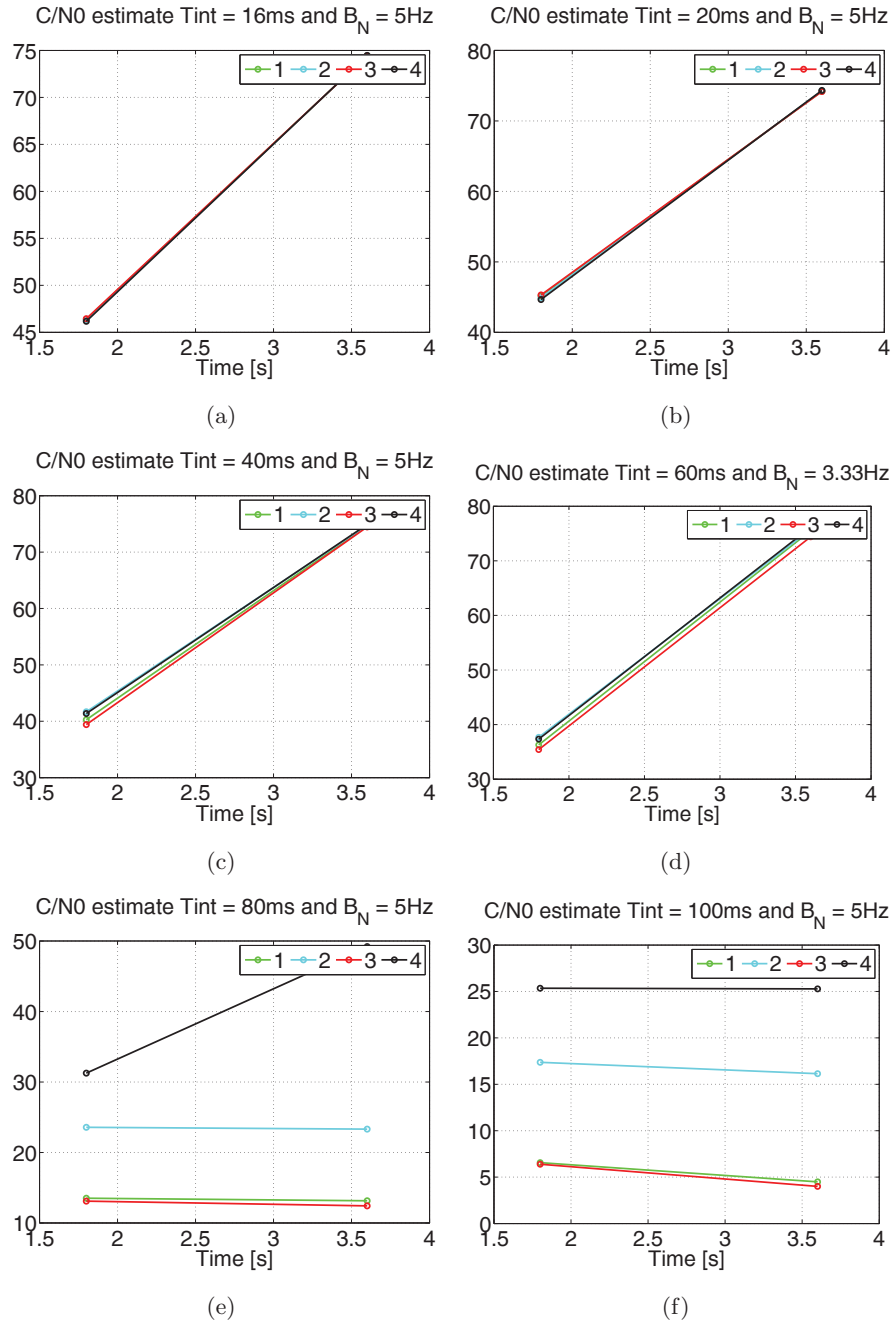 C/N0 estimate Tint = 16ms and B_N = 5Hz
75
70
65
60
55
50
45
1 2 3 4
1.5 2 2.5 3 3.5 4
Time [s]
(a)
C/N0 estimate Tint = 20ms and B_N = 5Hz
80
70
60
50
40
1 2 3 4
1.5 2 2.5 3 3.5 4
Time [s]
(b)
C/N0 estimate Tint = 40ms and B_N = 5Hz
80
70
60
50
40
30
1 2 3 4
1.5 2 2.5 3 3.5 4
Time [s]
(c)
C/N0 estimate Tint = 60ms and B_N = 3.33Hz
80
70
60
50
40
30
1 2 3 4
1.5 2 2.5 3 3.5 4
Time [s]
(d)
C/N0 estimate Tint = 80ms and B_N = 5Hz
50
40
30
20
10
1 2 3 4
1.5 2 2.5 3 3.5 4
Time [s]
(e)
C/N0 estimate Tint = 100ms and B_N = 5Hz
30
25
20
15
10
5
0
1 2 3 4
1.5 2 2.5 3 3.5 4
Time [s]
(f)